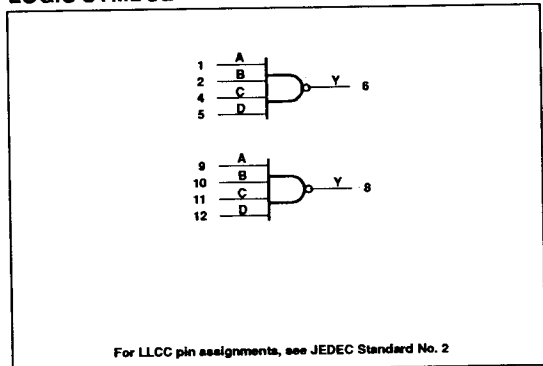 1 A
2 B
4 C
5 D
Y 6
9 A
10 B
11 C
12 D
Y 8
For LLCC pin assignments, see JEDEC Standard No. 2